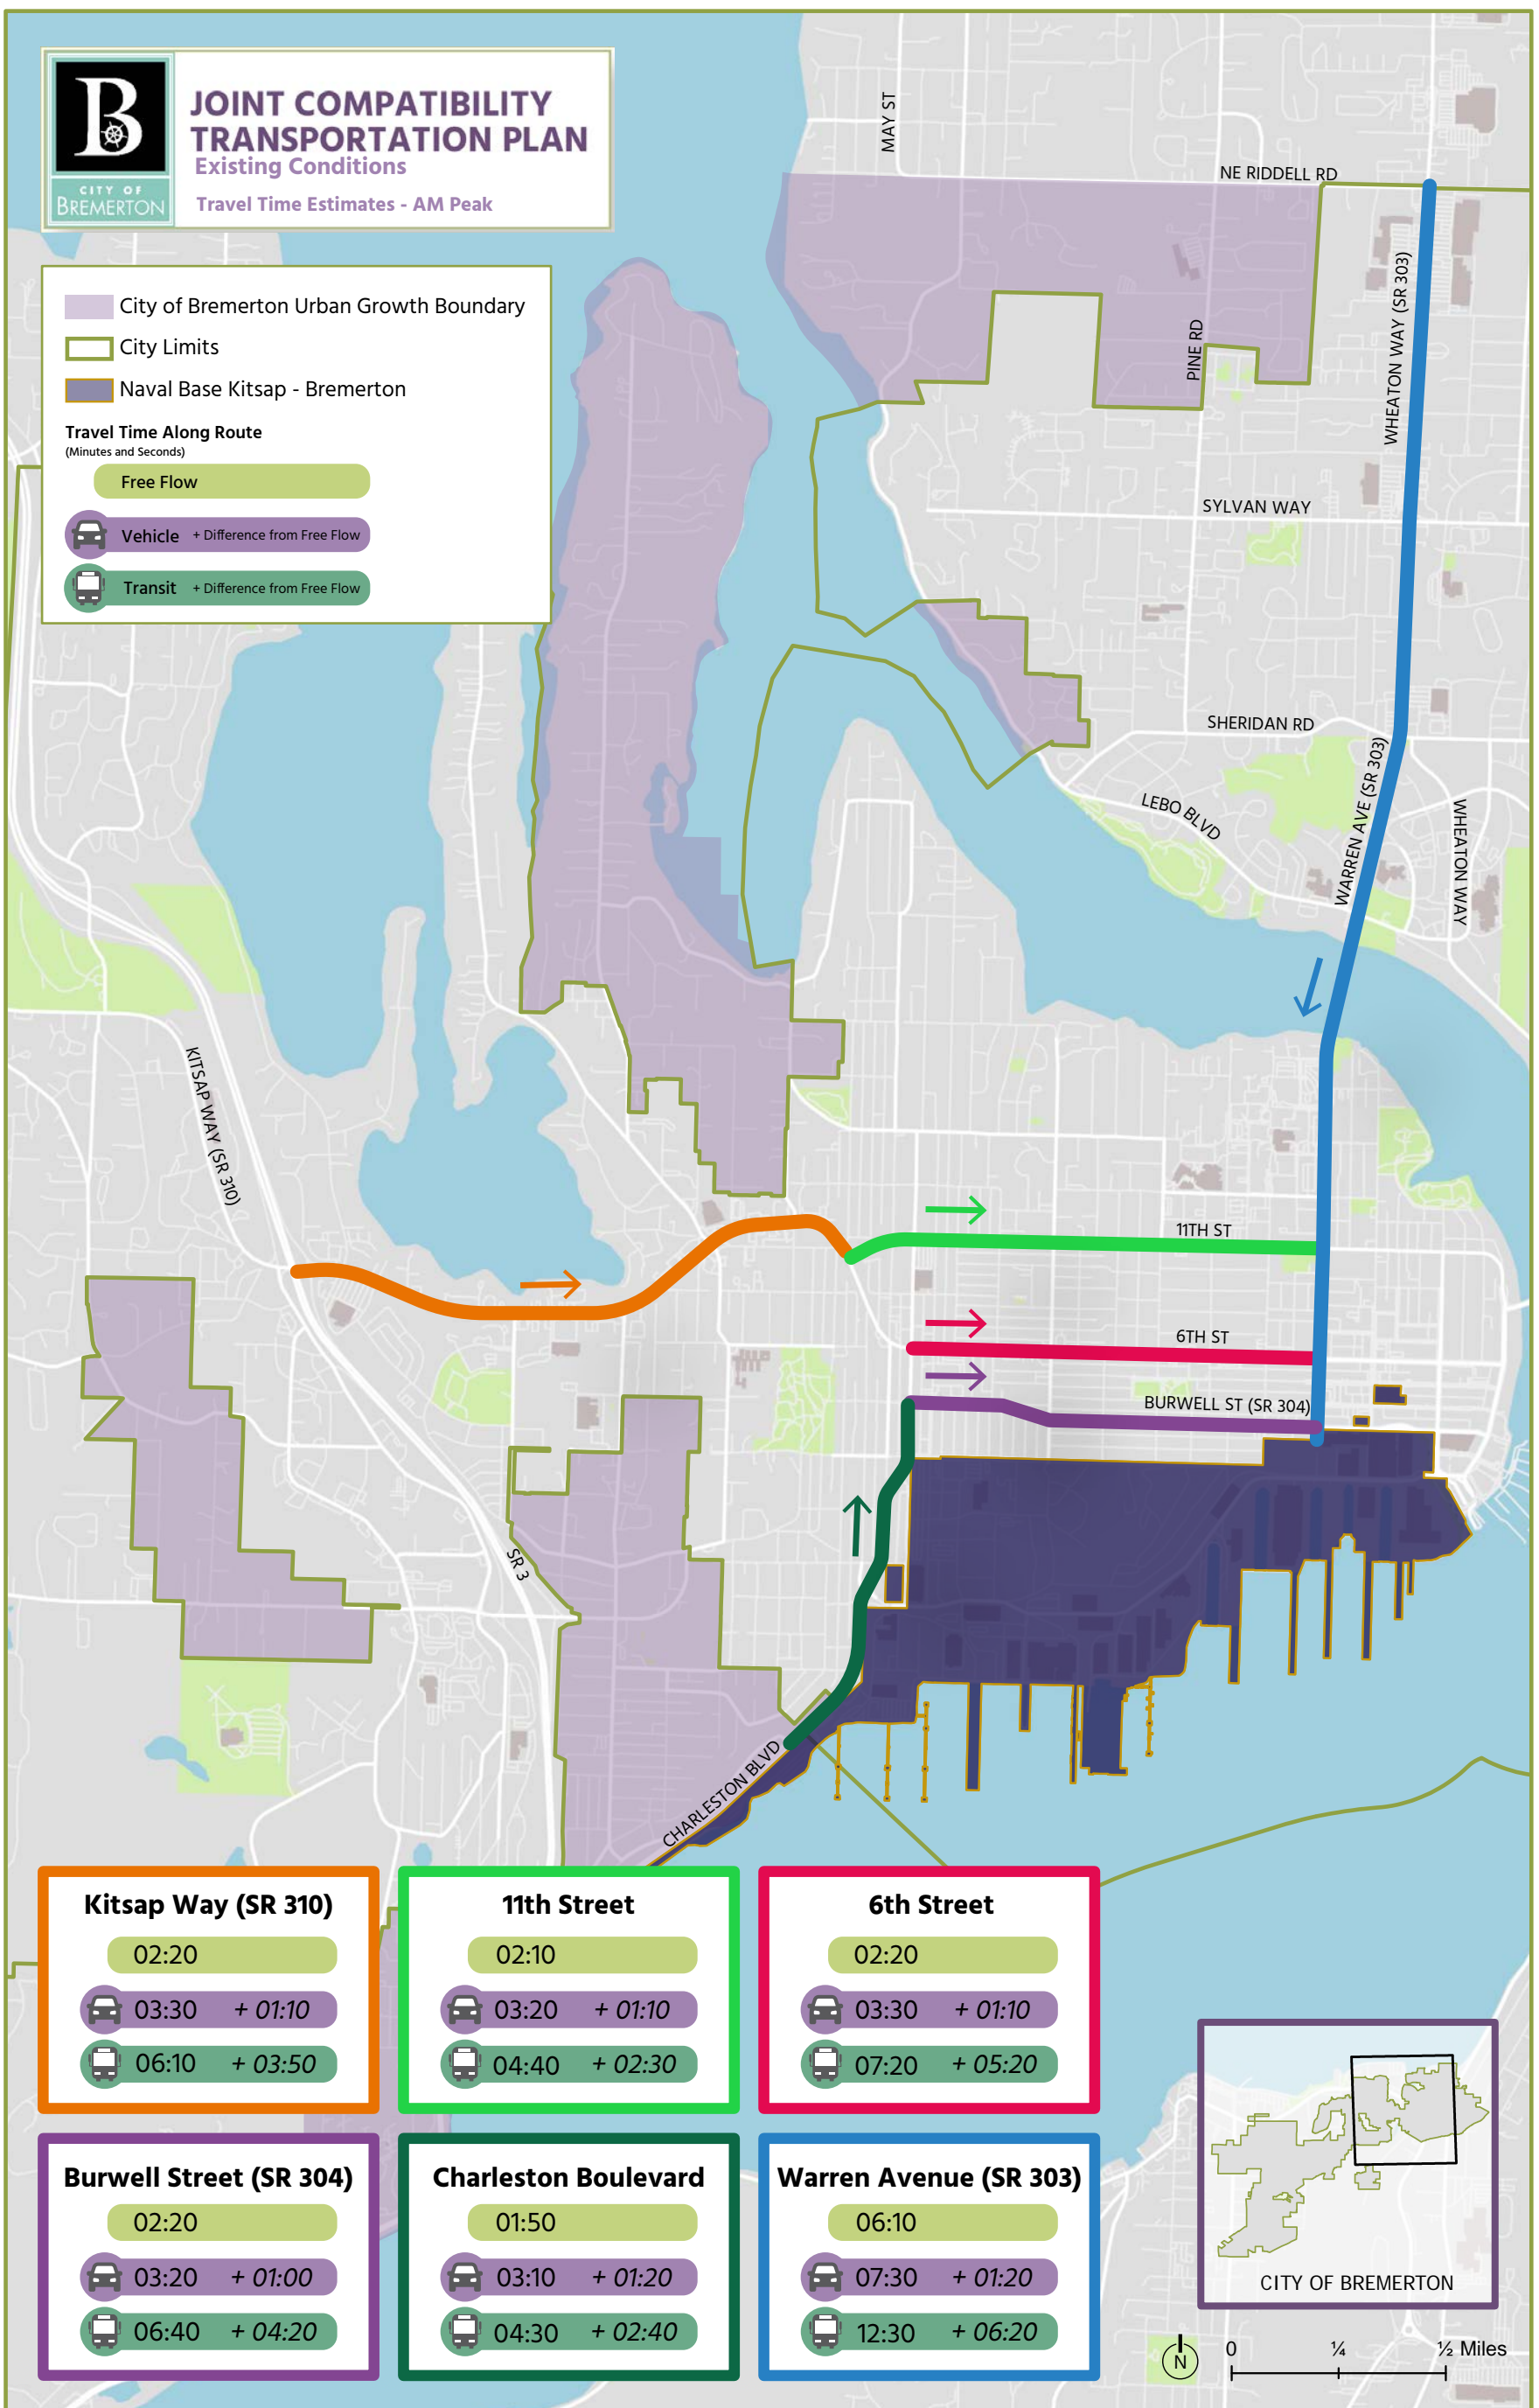 B
CITY OF
BREMERTON
JOINT COMPATIBILITY
TRANSPORTATION PLAN
Existing Conditions
Travel Time Estimates - AM Peak
City of Bremerton Urban Growth Boundary
City Limits
Naval Base Kitsap - Bremerton
Travel Time Along Route
(Minutes and Seconds)
Free Flow
Vehicle + Difference from Free Flow
Transit + Difference from Free Flow
MAY ST
NE RIDDELL RD
WHEATON WAY (SR 303)
PINE RD
SYLVAN WAY
SHERIDAN RD
LEBO BLVD
WARREN AVE (SR 303)
WHEATON WAY
KITSAP WAY (SR 310)
11TH ST
6TH ST
BURWELL ST (SR 304)
SR 3
CHARLESTON BLVD
Kitsap Way (SR 310)
02:20
03:30 + 01:10
06:10 + 03:50
11th Street
02:10
03:20 + 01:10
04:40 + 02:30
6th Street
02:20
03:30 + 01:10
07:20 + 05:20
Burwell Street (SR 304)
02:20
03:20 + 01:00
06:40 + 04:20
Charleston Boulevard
01:50
03:10 + 01:20
04:30 + 02:40
Warren Avenue (SR 303)
06:10
07:30 + 01:20
12:30 + 06:20
CITY OF BREMERTON
N
0 ¼ ½ Miles